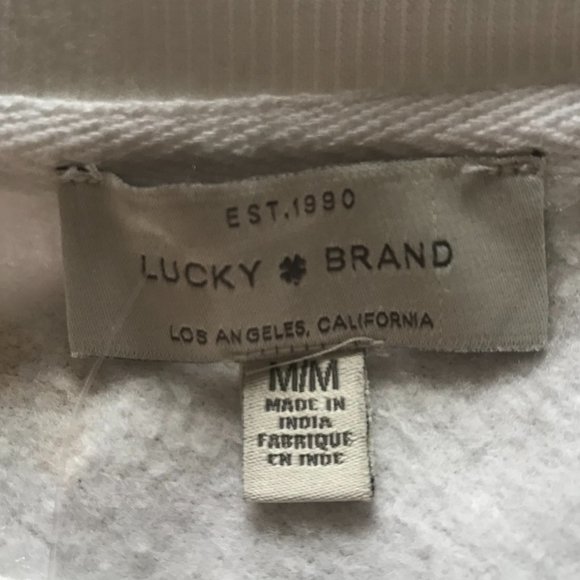 EST.1990
LUCKY BRAND
LOS ANGELES, CALIFORNIA
M/M
MADE IN
INDIA
FABRIQUE
EN INDE